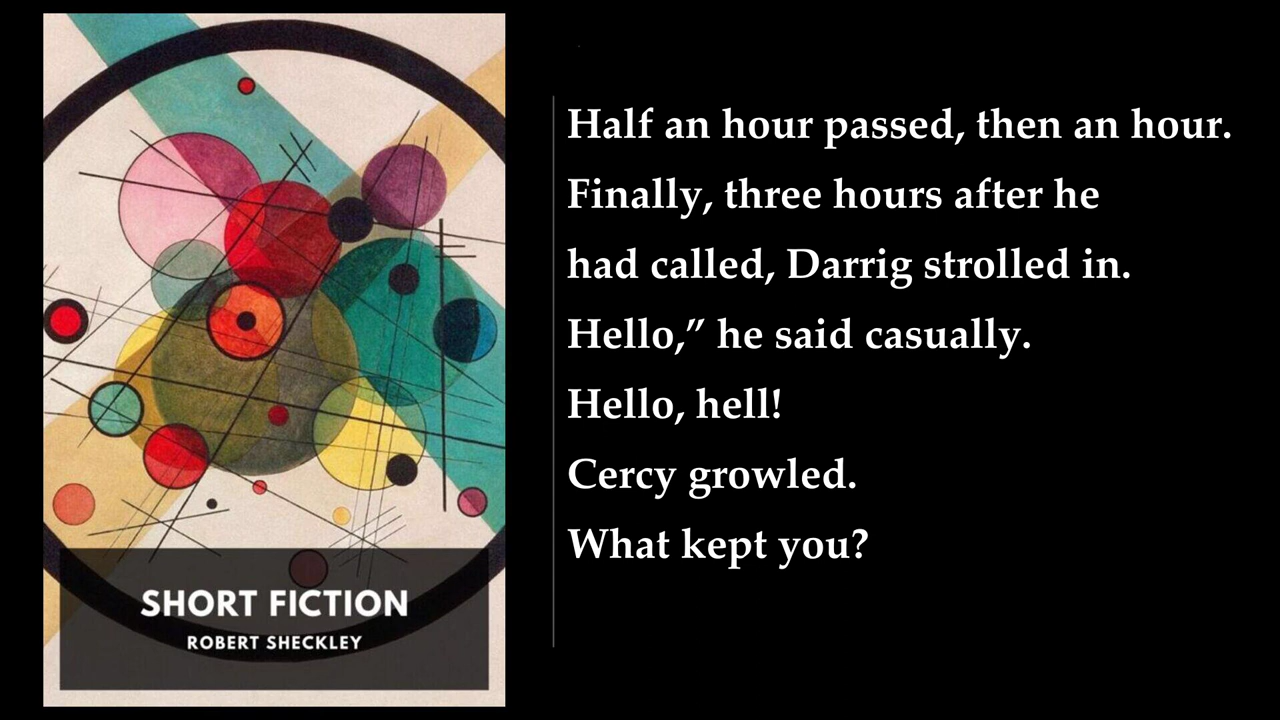 SHORT FICTION
ROBERT SHECKLEY
Half an hour passed, then an hour.
Finally, three hours after he
had called, Darrig strolled in.
Hello,” he said casually.
Hello, hell!
Cercy growled.
What kept you?